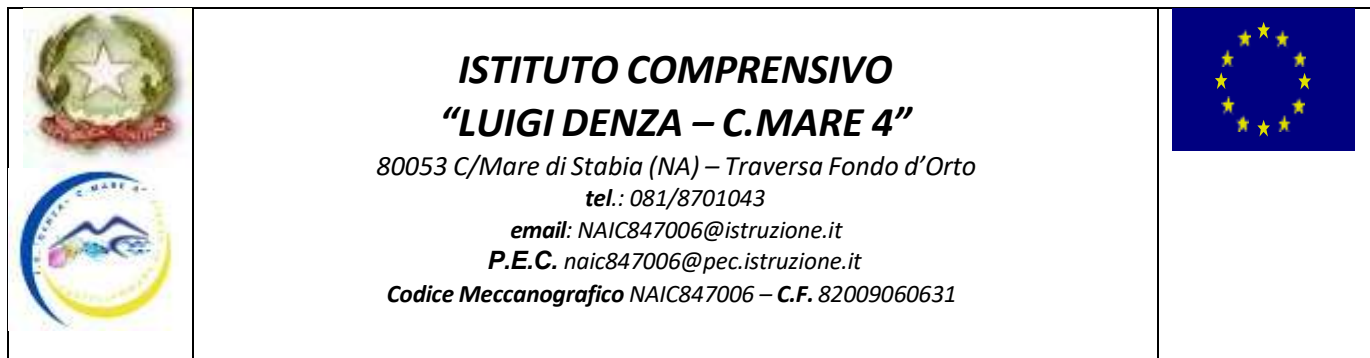 ISTITUTO COMPRENSIVO
“LUIGI DENZA – C.MARE 4”
80053 C/Mare di Stabia (NA) – Traversa Fondo d’Orto
tel.: 081/8701043
email: NAIC847006@istruzione.it
P.E.C. naic847006@pec.istruzione.it
Codice Meccanografico NAIC847006 – C.F. 82009060631